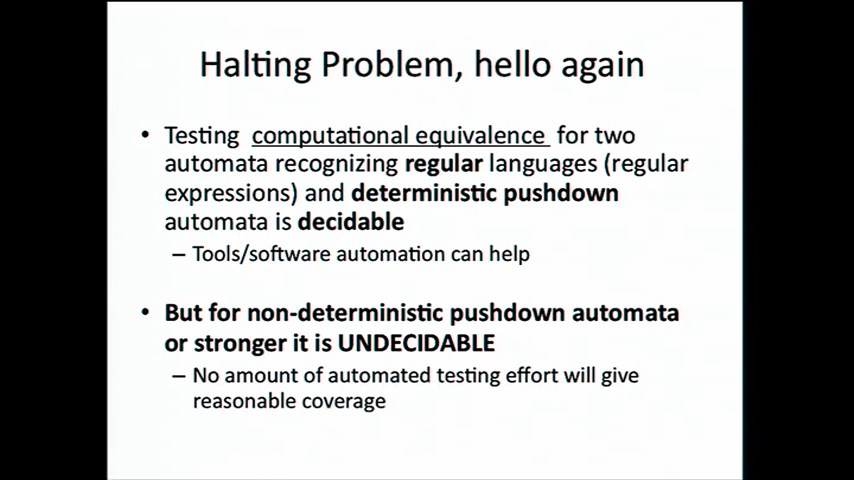 Halting Problem, hello again
• Testing computational equivalence for two
automata recognizing regular languages (regular
expressions) and deterministic pushdown
automata is decidable
– Tools/software automation can help
• But for non-deterministic pushdown automata
or stronger it is UNDECIDABLE
– No amount of automated testing effort will give
reasonable coverage